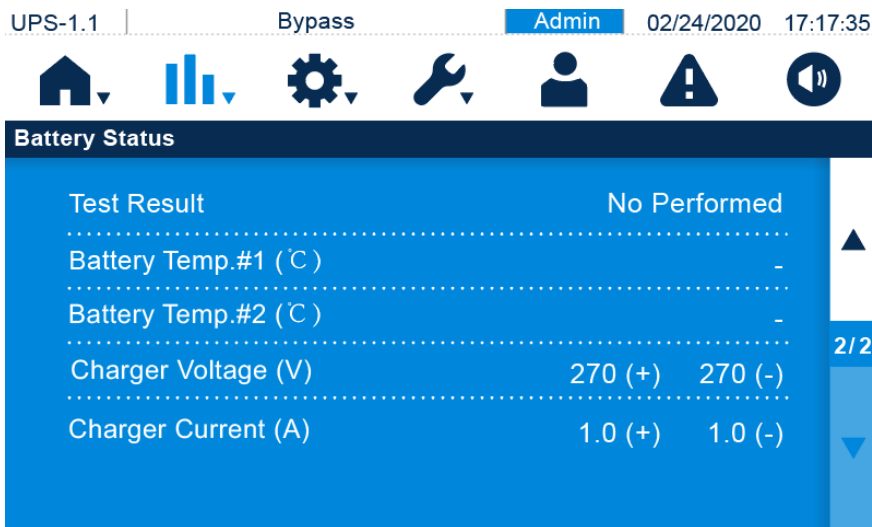 UPS-1.1 Bypass Admin 02/24/2020 17:17:35
Battery Status
Test Result No Performed
Battery Temp.#1 (℃) -
Battery Temp.#2 (℃) -
2/2
Charger Voltage (V) 270 (+) 270 (-)
Charger Current (A) 1.0 (+) 1.0 (-)